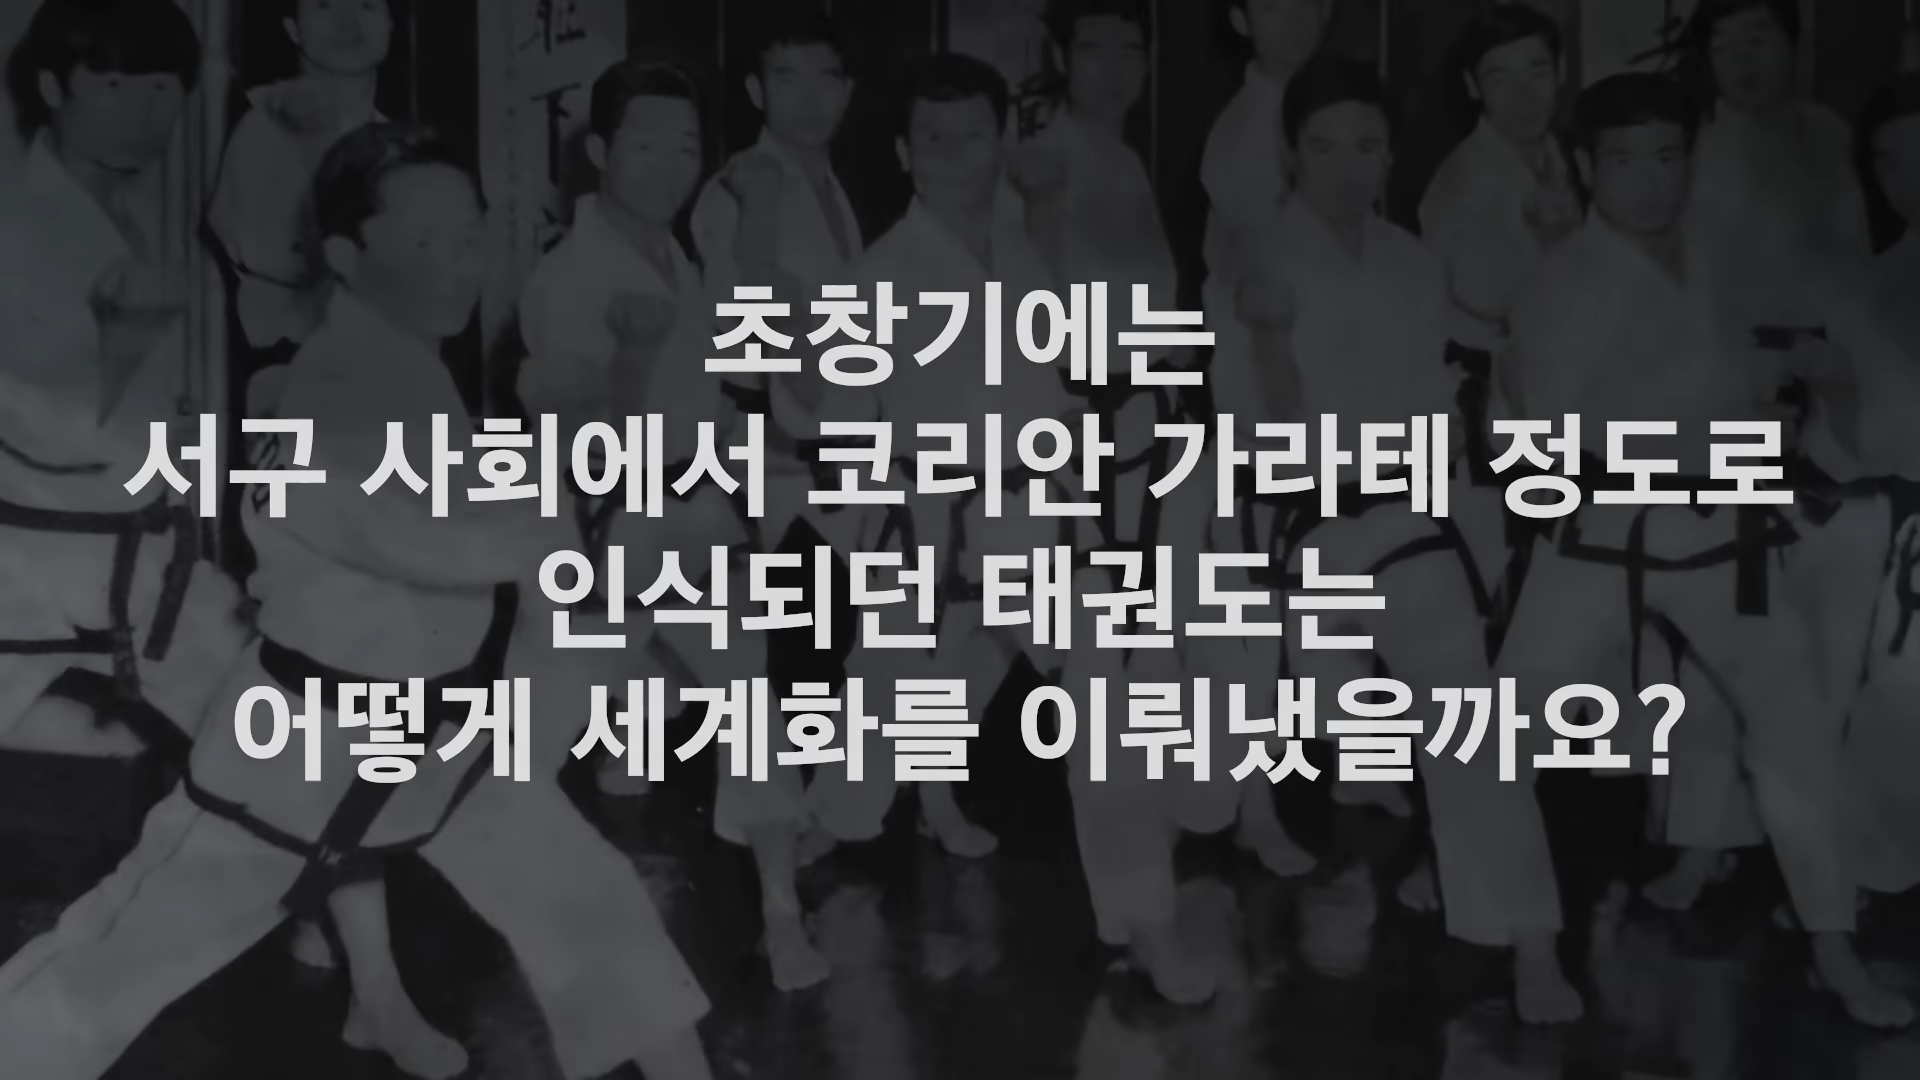 초창기에는
서구 사회에서 코리안 가라테 정도로
인식되던 태권도는
어떻게 세계화를 이뤄냈을까요?